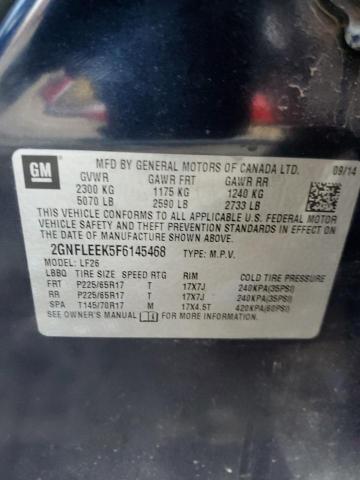 GM
MFD BY GENERAL MOTORS OF CANADA LTD. 09/14
GVWR GAWR FRT GAWR RR
2300 KG 1175 KG 1240 KG
5070 LB 2590 LB 2733 LB
THIS VEHICLE CONFORMS TO ALL APPLICABLE U.S. FEDERAL MOTOR
VEHICLE SAFETY, BUMPER, AND THEFT PREVENTION STANDARDS IN
EFFECT ON THE DATE OF MANUFACTURE SHOWN ABOVE.
2GNFLEEK5F6145468 TYPE: M.P.V.
MODEL: LF26
LBBQ TIRE SIZE SPEED RTG RIM COLD TIRE PRESSURE
FRT P225/65R17 T 17X7J 240KPA(35PSI)
RR P225/65R17 T 17X7J 240KPA(35PSI)
SPA T145/70R17 M 17X4.5T 420KPA(60PSI)
SEE OWNER'S MANUAL FOR MORE INFORMATION.